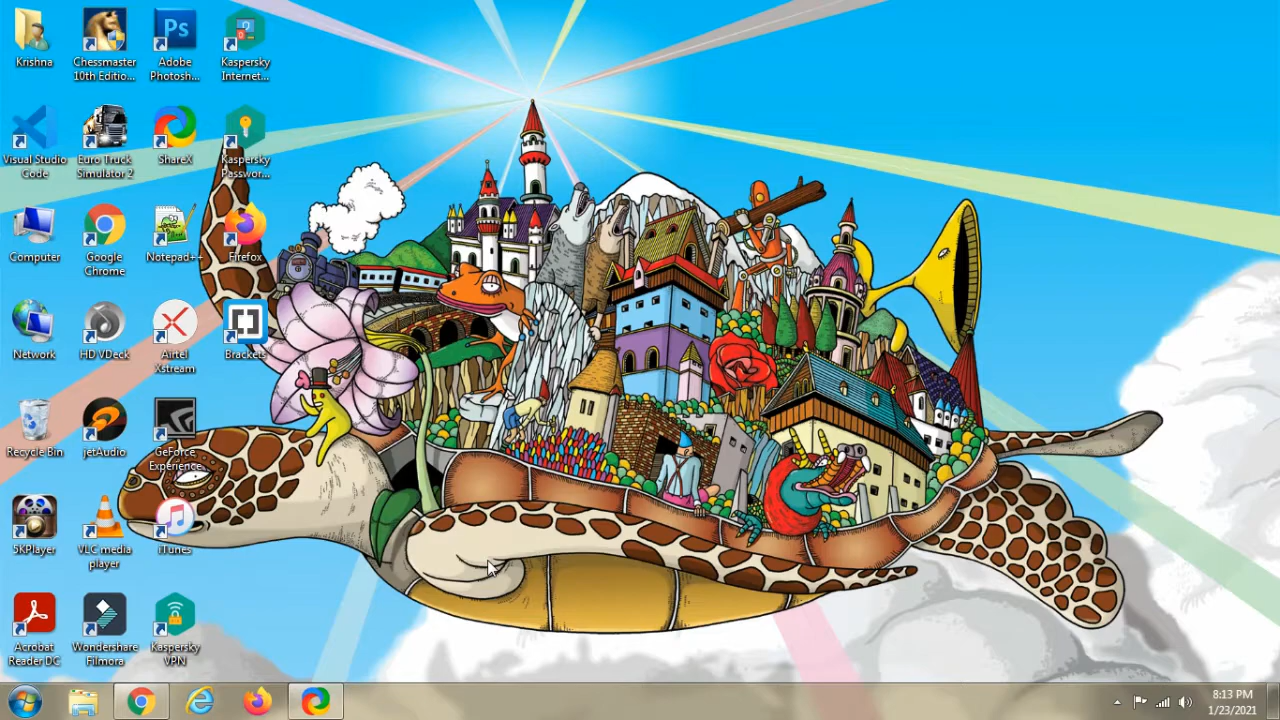 Krishna
Chessmaster
10th Editio...
Adobe
Photosh...
Kaspersky
Internet...
Visual Studio
Code
Euro Truck
Simulator 2
ShareX
Kaspersky
Passwor...
Computer
Google
Chrome
Notepad++
Firefox
Network
HD VDeck
Airtel
Xstream
Brackets
Recycle Bin
jetAudio
GeForce
Experience
5KPlayer
VLC media
player
iTunes
Acrobat
Reader DC
Wondershare
Filmora
Kaspersky
VPN
Ps
8:13 PM
1/23/2021